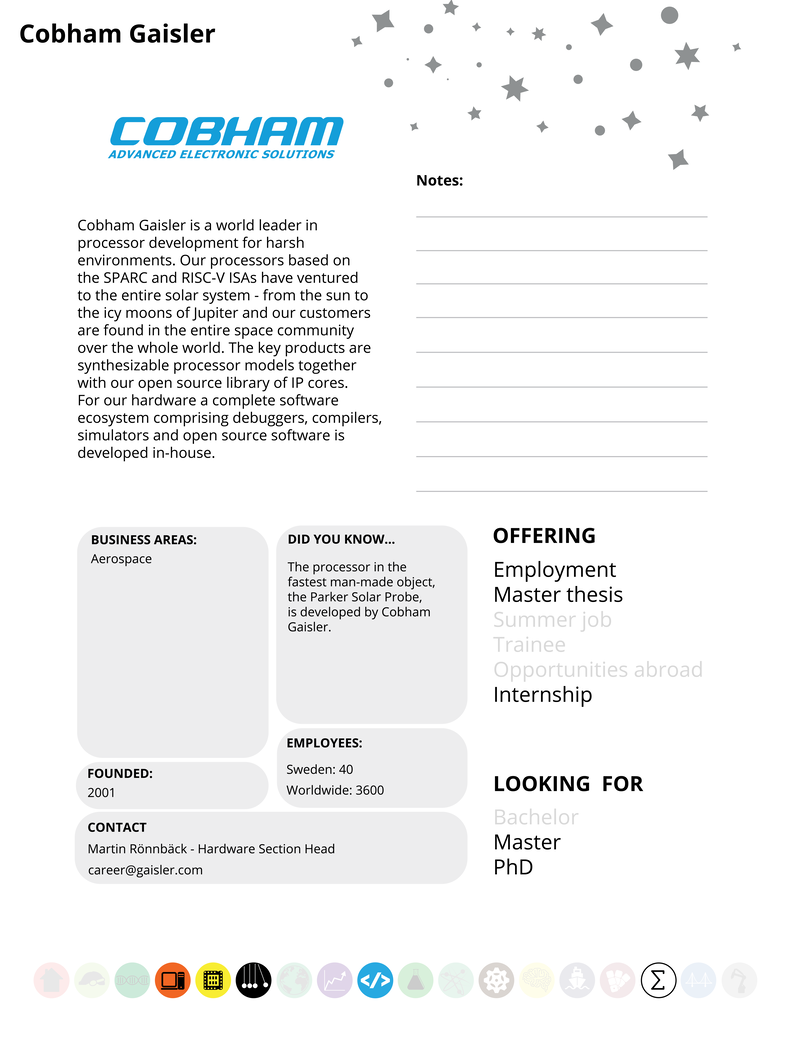 Cobham Gaisler
COBHAM
ADVANCED ELECTRONIC SOLUTIONS
Notes:
Cobham Gaisler is a world leader in
processor development for harsh
environments. Our processors based on
the SPARC and RISC-V ISAs have ventured
to the entire solar system - from the sun to
the icy moons of Jupiter and our customers
are found in the entire space community
over the whole world. The key products are
synthesizable processor models together
with our open source library of IP cores.
For our hardware a complete software
ecosystem comprising debuggers, compilers,
simulators and open source software is
developed in-house.
BUSINESS AREAS:
Aerospace
DID YOU KNOW...
The processor in the
fastest man-made object,
the Parker Solar Probe,
is developed by Cobham
Gaisler.
EMPLOYEES:
Sweden: 40
Worldwide: 3600
FOUNDED:
2001
CONTACT
Martin Rönnbäck - Hardware Section Head
career@gaisler.com
OFFERING
Employment
Master thesis
Summer job
Trainee
Opportunities abroad
Internship
LOOKING FOR
Bachelor
Master
PhD